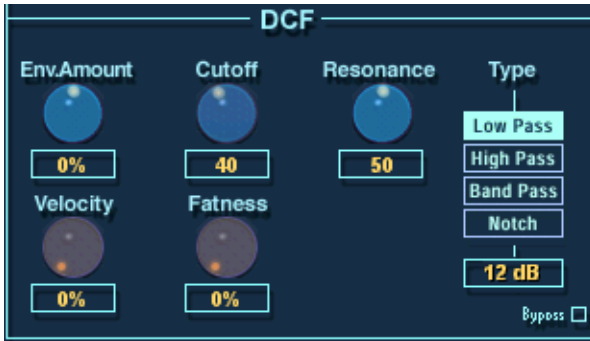 DCF
Env.Amount Cutoff Resonance Type
0% 40 50
Low Pass
High Pass
Band Pass
Notch
Velocity Fatness
0% 0%
12 dB
Bypass